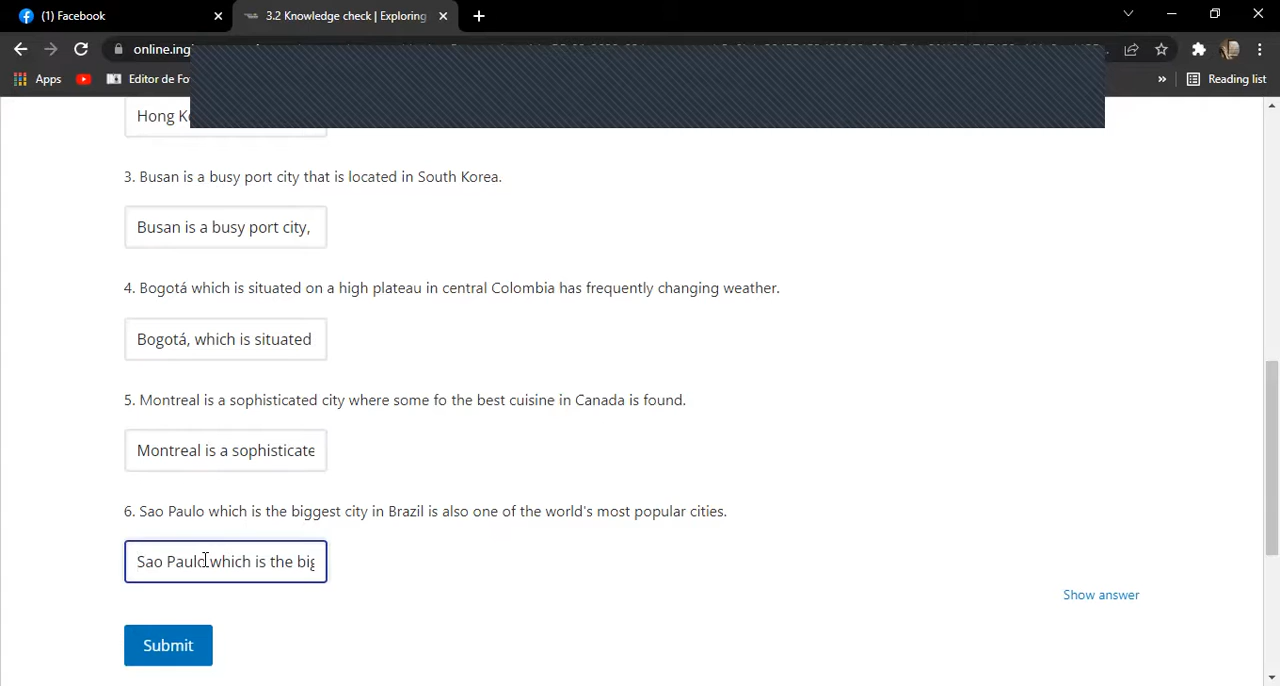 (1) Facebook
3.2 Knowledge check | Exploring
online.ing
Apps
Editor de Fo
Reading list
Hong K
3. Busan is a busy port city that is located in South Korea.
Busan is a busy port city,
4. Bogotá which is situated on a high plateau in central Colombia has frequently changing weather.
Bogotá, which is situated
5. Montreal is a sophisticated city where some fo the best cuisine in Canada is found.
Montreal is a sophisticate
6. Sao Paulo which is the biggest city in Brazil is also one of the world's most popular cities.
Sao Paulo which is the big
Show answer
Submit